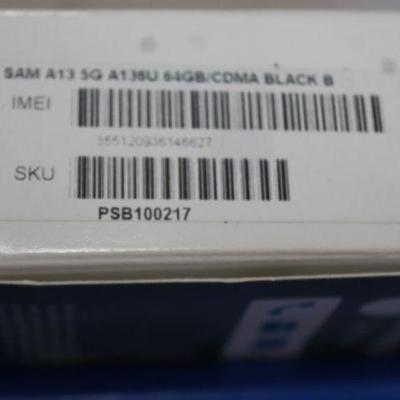 SAM A13 5G A136U 64GB/CDMA BLACK B
IMEI
355120936146627
SKU
PSB100217